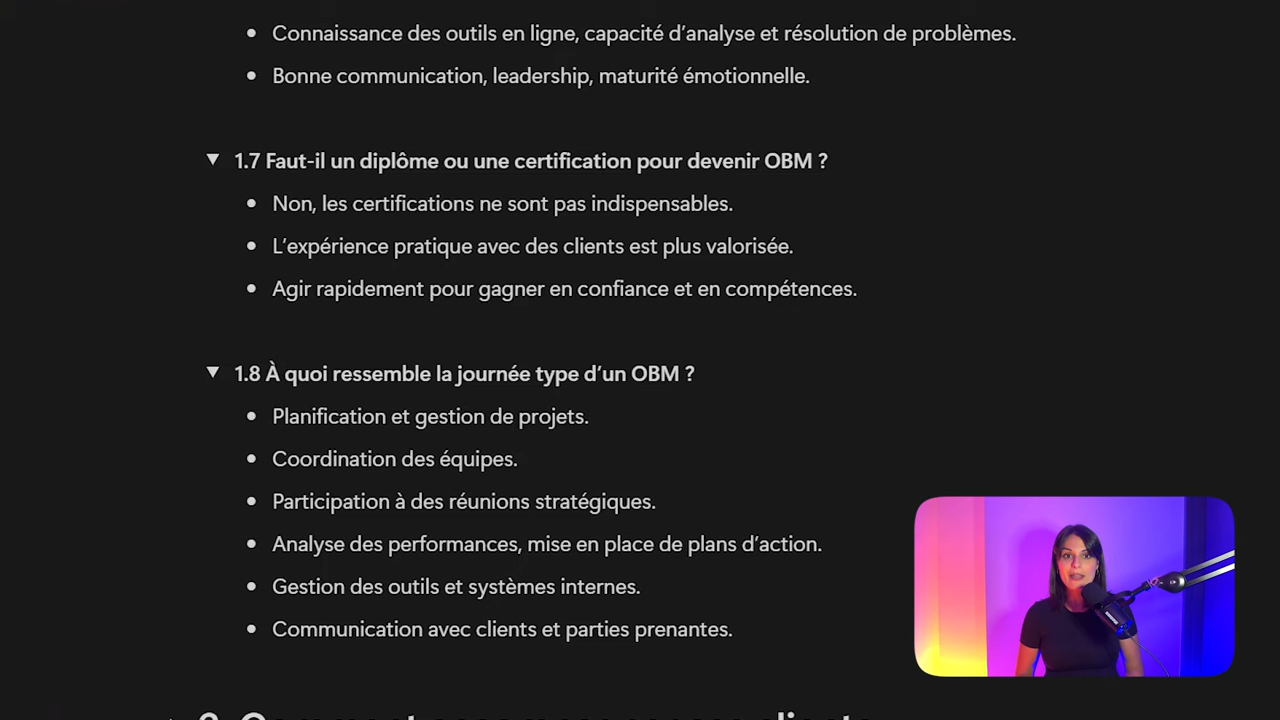 • Connaissance des outils en ligne, capacité d’analyse et résolution de problèmes.
• Bonne communication, leadership, maturité émotionnelle.
▼ 1.7 Faut-il un diplôme ou une certification pour devenir OBM ?
• Non, les certifications ne sont pas indispensables.
• L’expérience pratique avec des clients est plus valorisée.
• Agir rapidement pour gagner en confiance et en compétences.
▼ 1.8 À quoi ressemble la journée type d’un OBM ?
• Planification et gestion de projets.
• Coordination des équipes.
• Participation à des réunions stratégiques.
• Analyse des performances, mise en place de plans d’action.
• Gestion des outils et systèmes internes.
• Communication avec clients et parties prenantes.